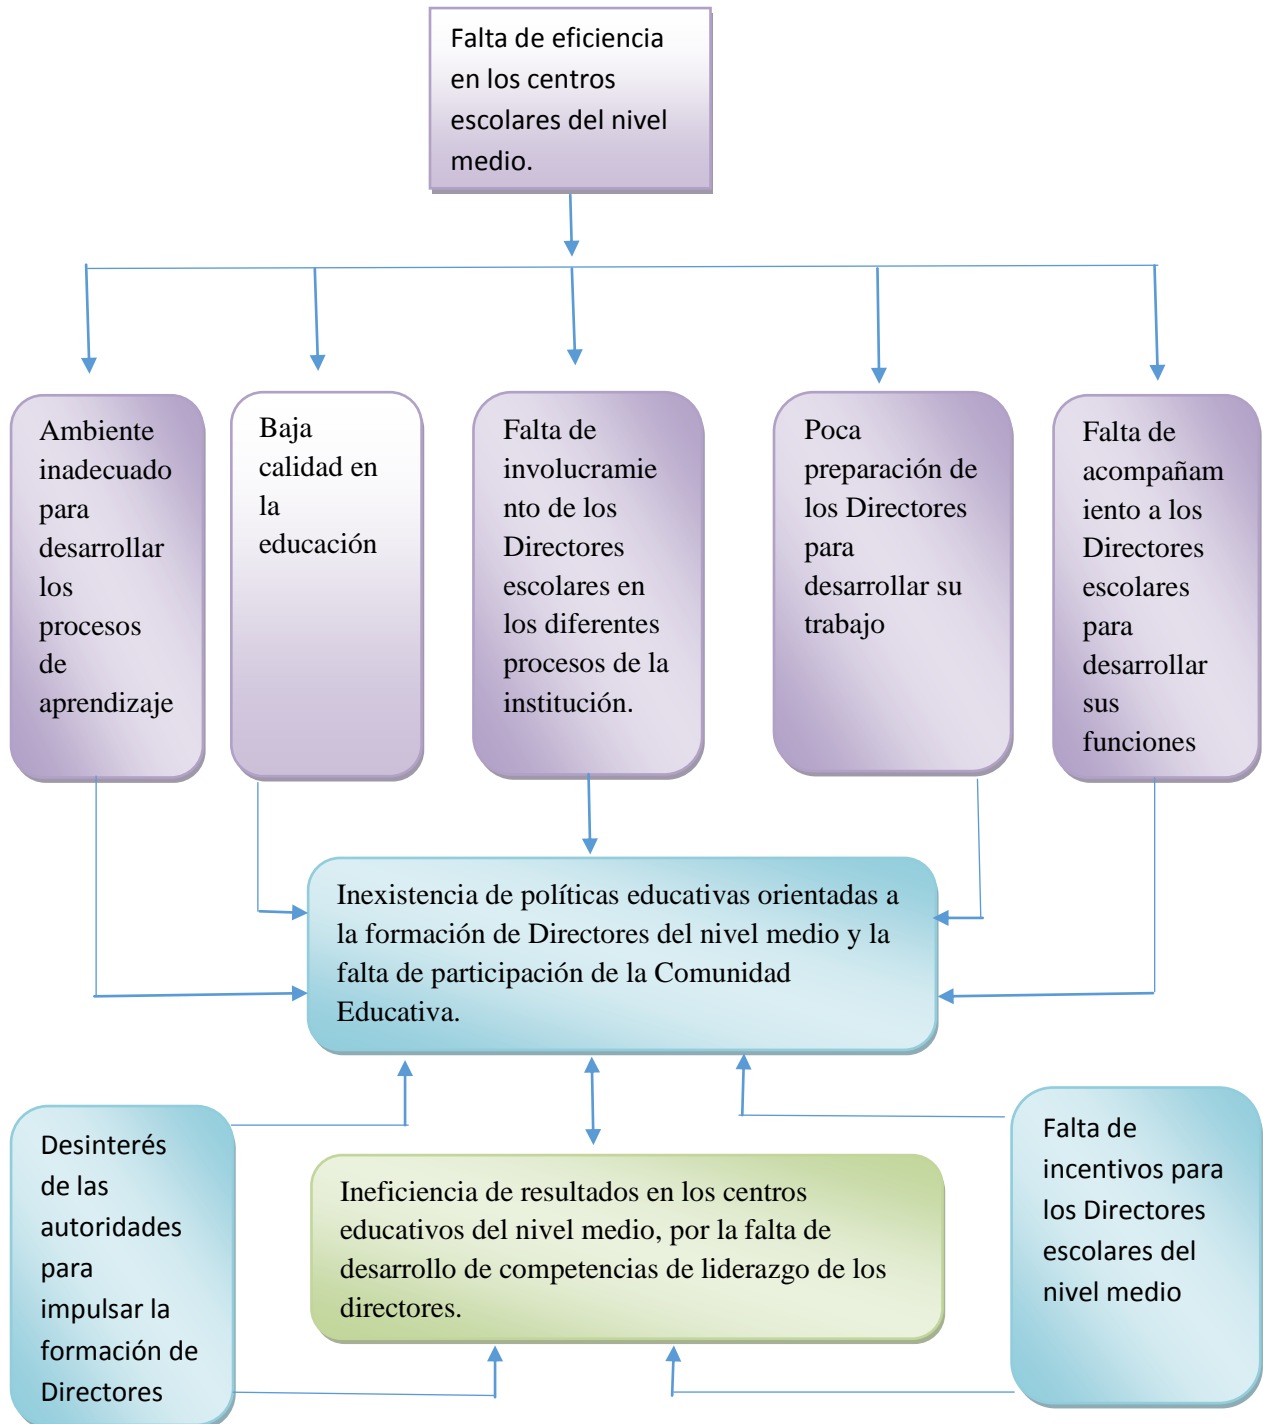 Falta de eficiencia
en los centros
escolares del nivel
medio.
Ambiente
inadecuado
para
desarrollar
los
procesos
de
aprendizaje
Baja
calidad en
la
educación
Falta de
involucramie
nto de los
Directores
escolares en
los diferentes
procesos de la
institución.
Poca
preparación de
los Directores
para
desarrollar su
trabajo
Falta de
acompañam
iento a los
Directores
escolares
para
desarrollar
sus
funciones
Inexistencia de políticas educativas orientadas a
la formación de Directores del nivel medio y la
falta de participación de la Comunidad
Educativa.
Desinterés
de las
autoridades
para
impulsar la
formación de
Directores
Ineficiencia de resultados en los centros
educativos del nivel medio, por la falta de
desarrollo de competencias de liderazgo de los
directores.
Falta de
incentivos para
los Directores
escolares del
nivel medio